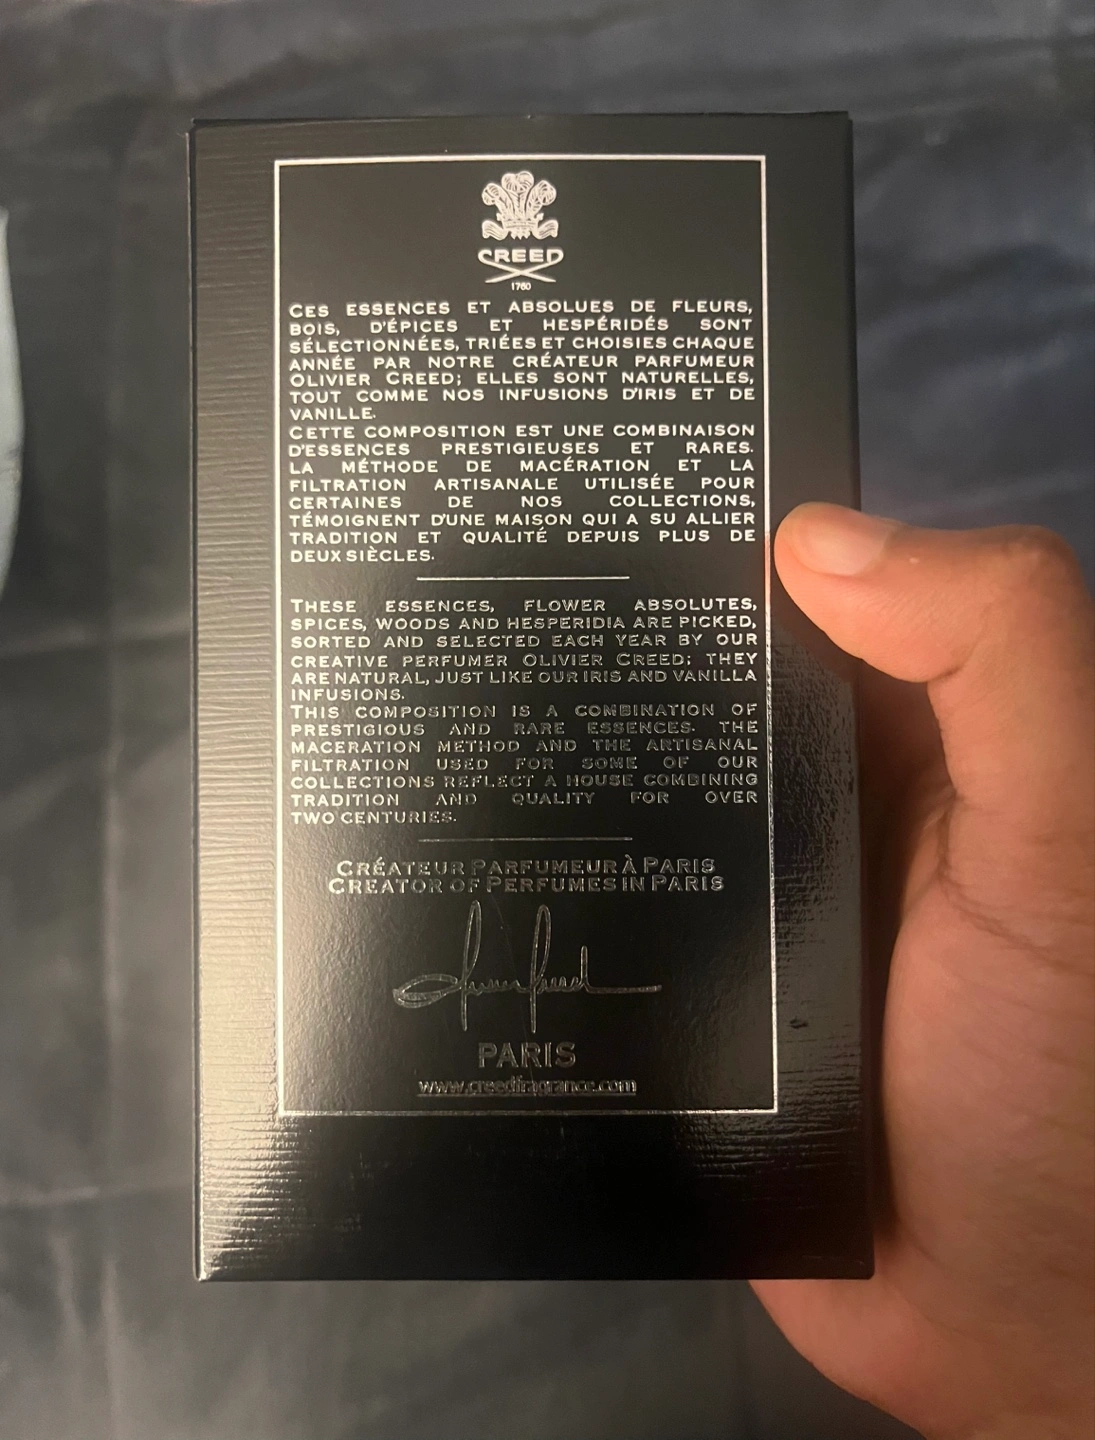 CREED
1760
CES ESSENCES ET ABSOLUES DE FLEURS,
BOIS, D'ÉPICES ET HESPÉRIDÉS SONT
SÉLECTIONNÉES, TRIÉES ET CHOISIES CHAQUE
ANNÉE PAR NOTRE CRÉATEUR PARFUMEUR
OLIVIER CREED; ELLES SONT NATURELLES,
TOUT COMME NOS INFUSIONS D'IRIS ET DE
VANILLE.
CETTE COMPOSITION EST UNE COMBINAISON
D'ESSENCES PRESTIGIEUSES ET RARES.
LA MÉTHODE DE MACÉRATION ET LA
FILTRATION ARTISANALE UTILISÉE POUR
CERTAINES DE NOS COLLECTIONS,
TÉMOIGNENT D'UNE MAISON QUI A SU ALLIER
TRADITION ET QUALITÉ DEPUIS PLUS DE
DEUX SIÈCLES.
THESE ESSENCES, FLOWER ABSOLUTES,
SPICES, WOODS AND HESPERIDIA ARE PICKED,
SORTED AND SELECTED EACH YEAR BY OUR
CREATIVE PERFUMER OLIVIER CREED; THEY
ARE NATURAL, JUST LIKE OUR IRIS AND VANILLA
INFUSIONS.
THIS COMPOSITION IS A COMBINATION OF
PRESTIGIOUS AND RARE ESSENCES. THE
MACERATION METHOD AND THE ARTISANAL
FILTRATION USED FOR SOME OF OUR
COLLECTIONS REFLECT A HOUSE COMBINING
TRADITION AND QUALITY FOR OVER
TWO CENTURIES.
CRÉATEUR PARFUMEUR À PARIS
CREATOR OF PERFUMES IN PARIS
PARIS
www.creedfragrance.com